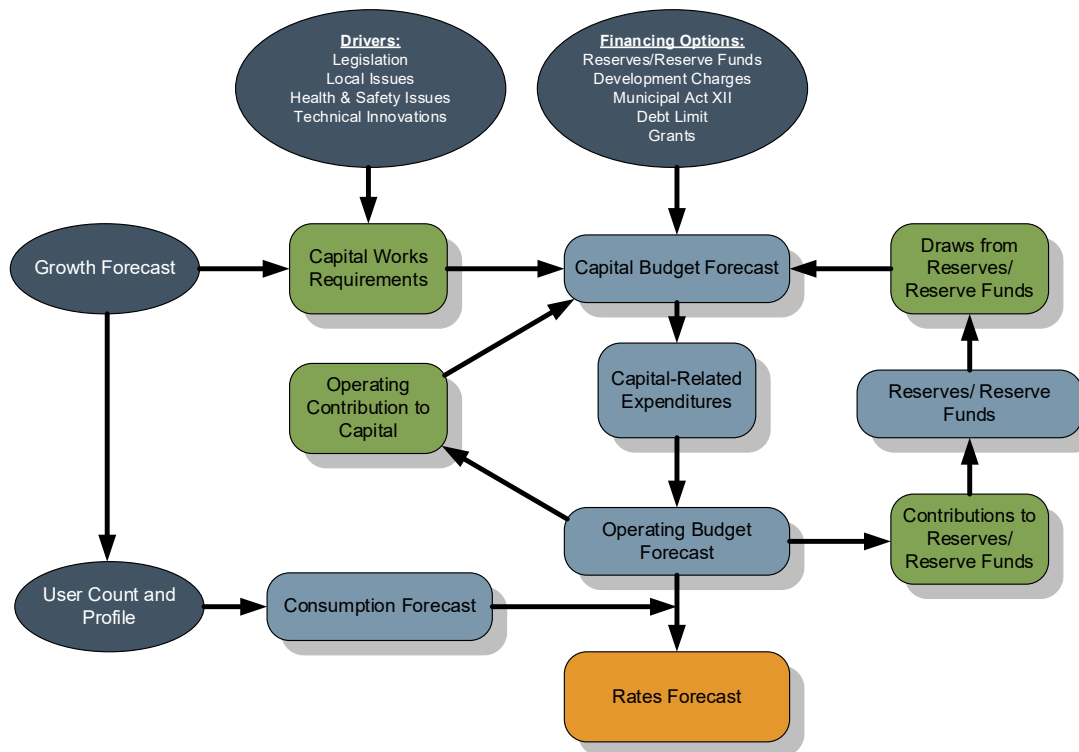 Drivers:
Legislation
Local Issues
Health & Safety Issues
Technical Innovations
Financing Options:
Reserves/Reserve Funds
Development Charges
Municipal Act XII
Debt Limit
Grants
Growth Forecast
Capital Works
Requirements
Capital Budget Forecast
Draws from
Reserves/
Reserve Funds
Operating
Contribution to
Capital
Capital-Related
Expenditures
Reserves/ Reserve
Funds
Operating Budget
Forecast
Contributions to
Reserves/
Reserve Funds
User Count and
Profile
Consumption Forecast
Rates Forecast